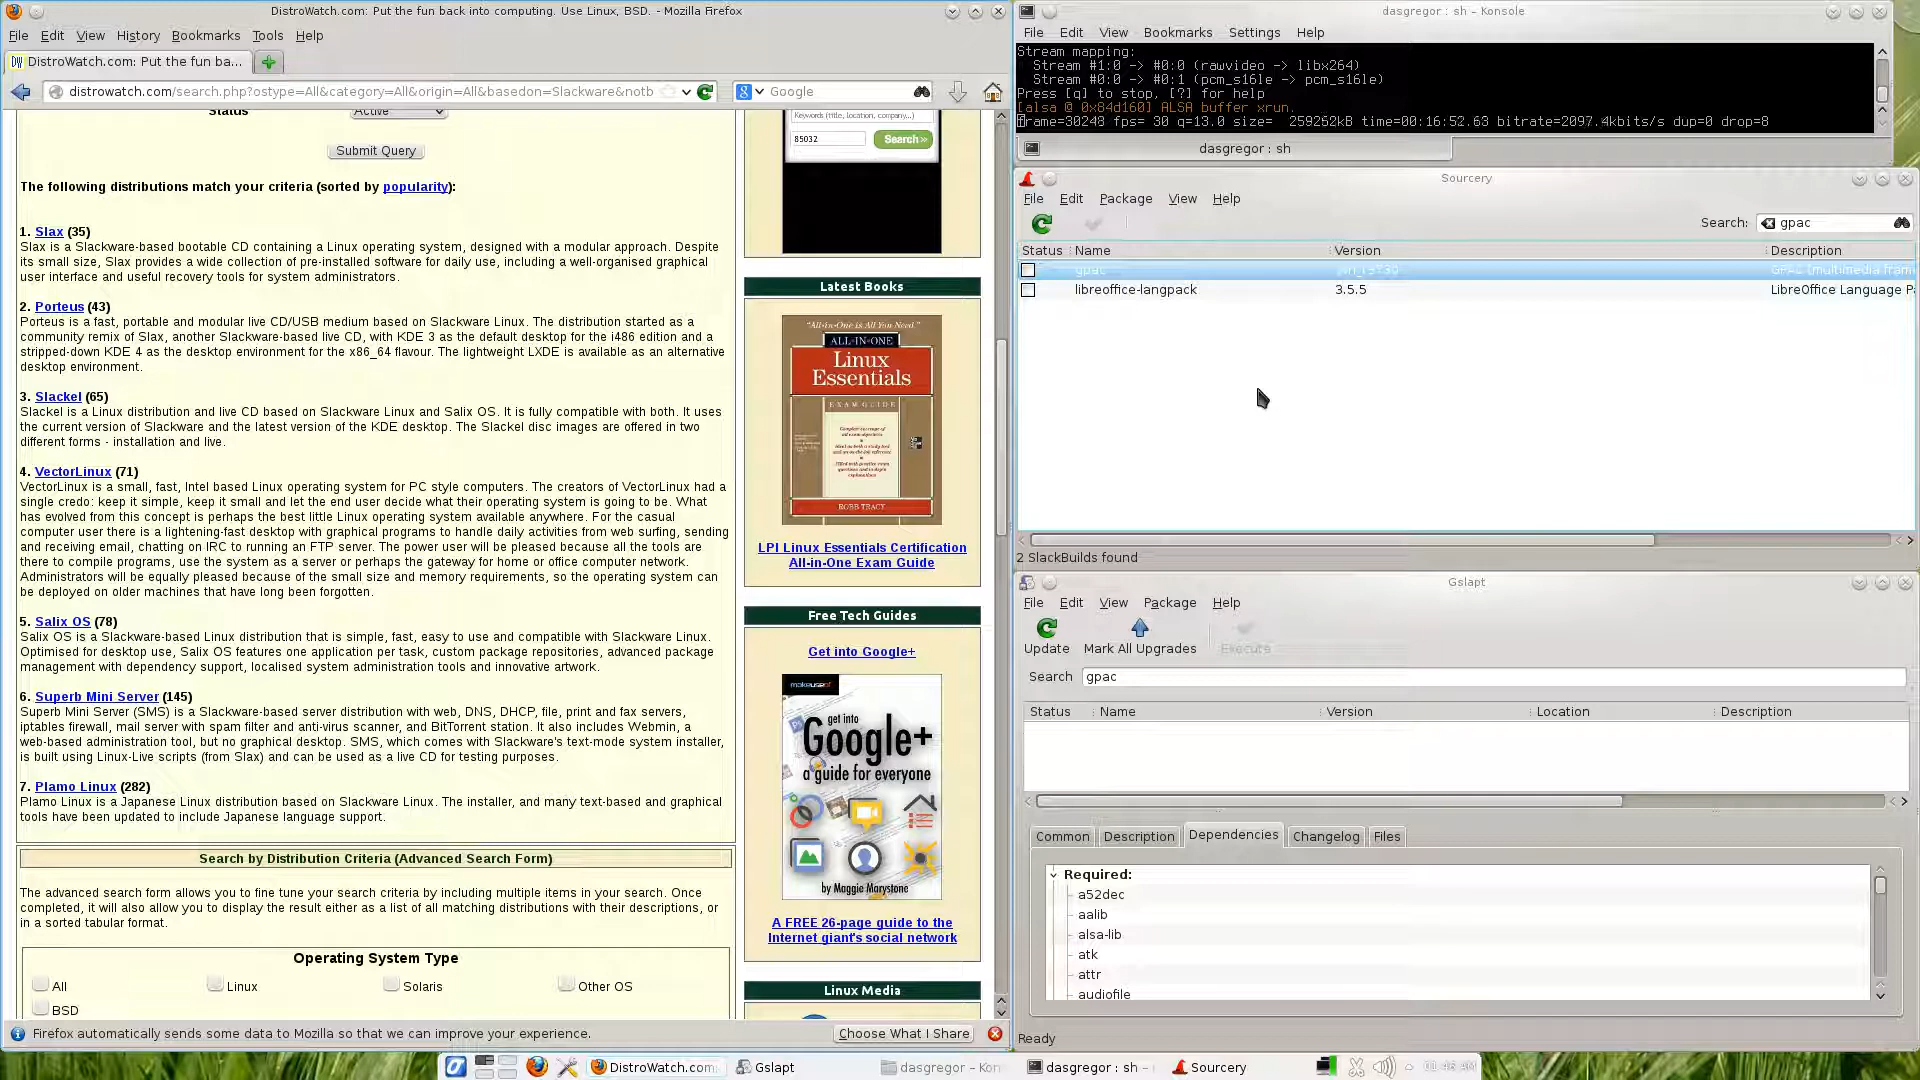 DistroWatch.com: Put the fun back into computing. Use Linux, BSD. - Mozilla Firefox
File Edit View History Bookmarks Tools Help
DistroWatch.com: Put the fun ba...
distrowatch.com/search.php?ostype=All&category=All&origin=All&basedon=Slackware&notb
Google
Status Active
Submit Query
The following distributions match your criteria (sorted by popularity):
1. Slax (35)
Slax is a Slackware-based bootable CD containing a Linux operating system, designed with a modular approach. Despite
its small size, Slax provides a wide collection of pre-installed software for daily use, including a well-organised graphical
user interface and useful recovery tools for system administrators.
2. Porteus (43)
Porteus is a fast, portable and modular live CD/USB medium based on Slackware Linux. The distribution started as a
community remix of Slax, another Slackware-based live CD, with KDE 3 as the default desktop for the i486 edition and a
stripped-down KDE 4 as the desktop environment for the x86_64 flavour. The lightweight LXDE is available as an alternative
desktop environment.
3. Slackel (65)
Slackel is a Linux distribution and live CD based on Slackware Linux and Salix OS. It is fully compatible with both. It uses
the current version of Slackware and the latest version of the KDE desktop. The Slackel disc images are offered in two
different forms - installation and live.
4. VectorLinux (71)
VectorLinux is a small, fast, Intel based Linux operating system for PC style computers. The creators of VectorLinux had a
single credo: keep it simple, keep it small and let the end user decide what their operating system is going to be. What
has evolved from this concept is perhaps the best little Linux operating system available anywhere. For the casual
computer user there is a lightening-fast desktop with graphical programs to handle daily activities from web surfing, sending
and receiving email, chatting on IRC to running an FTP server. The power user will be pleased because all the tools are
there to compile programs, use the system as a server or perhaps the gateway for home or office computer network.
Administrators will be equally pleased because of the small size and memory requirements, so the operating system can
be deployed on older machines that have long been forgotten.
5. Salix OS (78)
Salix OS is a Slackware-based Linux distribution that is simple, fast, easy to use and compatible with Slackware Linux.
Optimised for desktop use, Salix OS features one application per task, custom package repositories, advanced package
management with dependency support, localised system administration tools and innovative artwork.
6. Superb Mini Server (145)
Superb Mini Server (SMS) is a Slackware-based server distribution with web, DNS, DHCP, file, print and fax servers,
iptables firewall, mail server with spam filter and anti-virus scanner, and BitTorrent station. It also includes Webmin, a
web-based administration tool, but no graphical desktop. SMS, which comes with Slackware's text-mode system installer,
is built using Linux-Live scripts (from Slax) and can be used as a live CD for testing purposes.
7. Plamo Linux (282)
Plamo Linux is a Japanese Linux distribution based on Slackware Linux. The installer, and many text-based and graphical
tools have been updated to include Japanese language support.
Search by Distribution Criteria (Advanced Search Form)
The advanced search form allows you to fine tune your search criteria by including multiple items in your search. Once
completed, it will also allow you to display the result either as a list of all matching distributions with their descriptions, or
in a sorted tabular format.
Operating System Type
All Linux Solaris Other OS
BSD
Keywords (title, location, company...)
85032 Search>>
Latest Books
"All-in-One is All You Need."
ALL-IN-ONE
Linux
Essentials
EXAM GUIDE
ROBB TRACY
LPI Linux Essentials Certification
All-in-One Exam Guide
Free Tech Guides
Get into Google+
makeuseof
get into
Google+
a guide for everyone
by Maggie Marystone
A FREE 26-page guide to the
Internet giant's social network
Linux Media
Firefox automatically sends some data to Mozilla so that we can improve your experience.
Choose What I Share
dasgregor : sh – Konsole
File Edit View Bookmarks Settings Help
Stream mapping:
Stream #1:0 -> #0:0 (rawvideo -> libx264)
Stream #0:0 -> #0:1 (pcm_s16le -> pcm_s16le)
Press [q] to stop, [?] for help
[alsa @ 0x84d160] ALSA buffer xrun.
frame=30248 fps= 30 q=13.0 size= 259262kB time=00:16:52.63 bitrate=2097.4kbits/s dup=0 drop=8
dasgregor : sh
Sourcery
File Edit Package View Help
Search: gpac
Status Name Version Description
gpac
libreoffice-langpack 3.5.5 LibreOffice Language P
2 SlackBuilds found
Gslapt
File Edit View Package Help
Update Mark All Upgrades Execute
Search gpac
Status Name Version Location Description
Common Description Dependencies Changelog Files
Required:
a52dec
aalib
alsa-lib
atk
attr
audiofile
Ready
DistroWatch.com: Gslapt dasgregor – Kon dasgregor : sh – Sourcery 01:46 AM